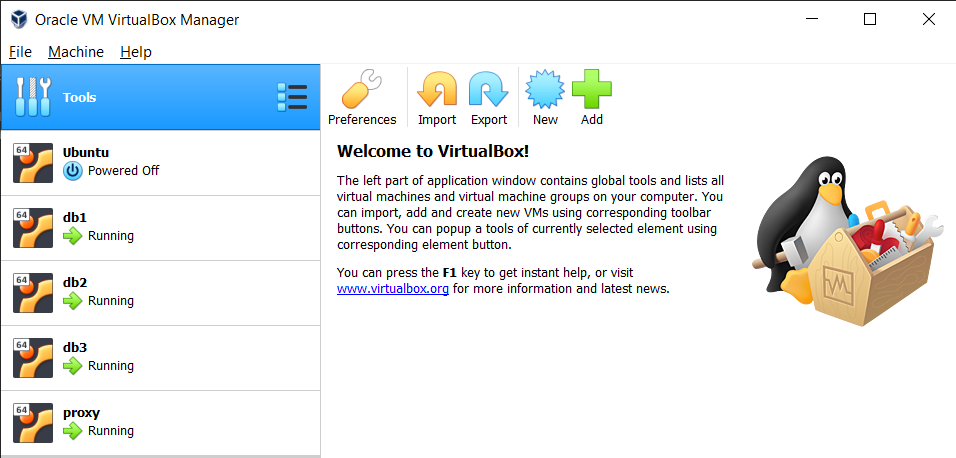 Oracle VM VirtualBox Manager
File Machine Help
Tools
Preferences Import Export New Add
64
Ubuntu
Powered Off
64
db1
Running
64
db2
Running
64
db3
Running
64
proxy
Running
Welcome to VirtualBox!
The left part of application window contains global tools and lists all
virtual machines and virtual machine groups on your computer. You
can import, add and create new VMs using corresponding toolbar
buttons. You can popup a tools of currently selected element using
corresponding element button.
You can press the F1 key to get instant help, or visit
www.virtualbox.org for more information and latest news.